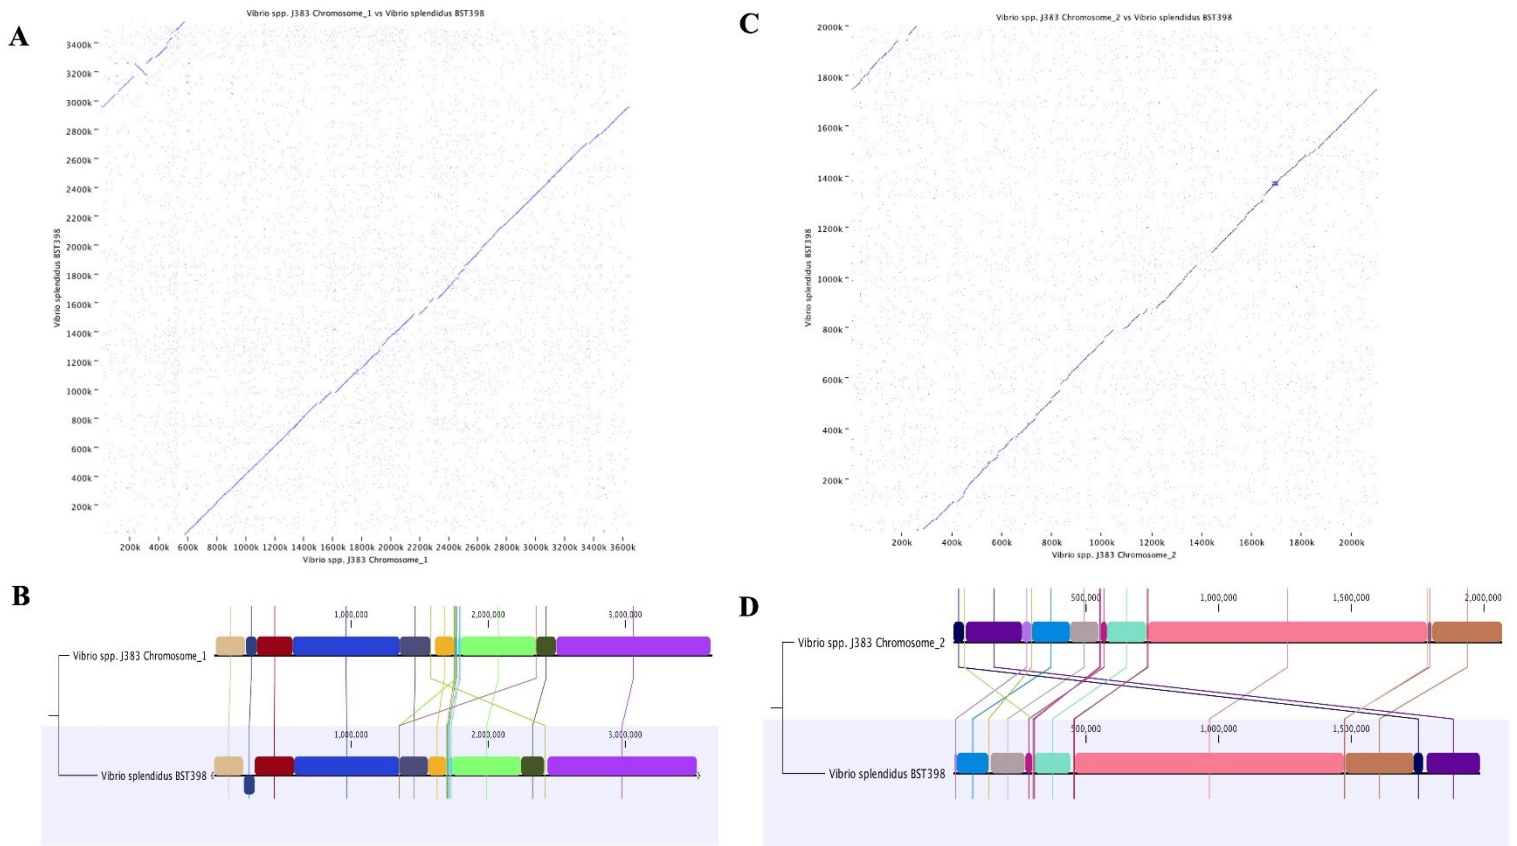 A
Vibrio spp. J383 Chromosome_1 vs Vibrio splendidus BST398
3400k
3200k
3000k
2800k
2600k
2400k
2200k
2000k
1800k
1600k
1400k
1200k
1000k
800k
600k
400k
200k
Vibrio splendidus BST398
200k 400k 600k 800k 1000k 1200k 1400k 1600k 1800k 2000k 2200k 2400k 2600k 2800k 3000k 3200k 3400k 3600k
Vibrio spp. J383 Chromosome_1
C
Vibrio spp. J383 Chromosome_2 vs Vibrio splendidus BST398
2000k
1800k
1600k
1400k
1200k
1000k
800k
600k
400k
200k
Vibrio splendidus BST398
200k 400k 600k 800k 1000k 1200k 1400k 1600k 1800k 2000k
Vibrio spp. J383 Chromosome_2
B
1,000,000 2,000,000 3,000,000
Vibrio spp. J383 Chromosome_1
1,000,000 2,000,000 3,000,000
Vibrio splendidus BST398
D
500,000 1,000,000 1,500,000 2,000,000
Vibrio spp. J383 Chromosome_2
500,000 1,000,000 1,500,000
Vibrio splendidus BST398